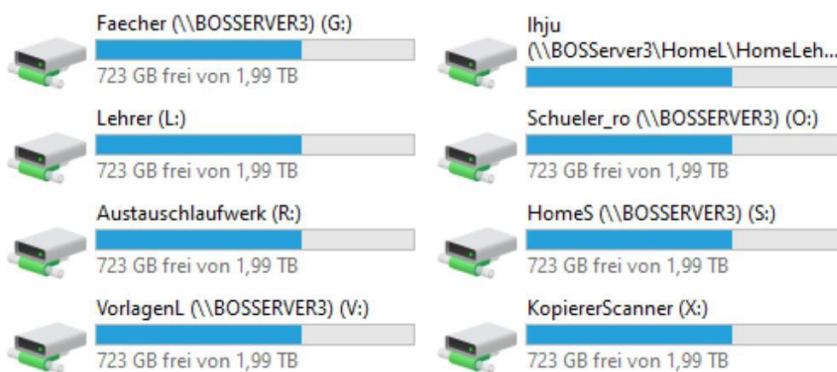 Faecher (\\BOSSERVER3) (G:)
723 GB frei von 1,99 TB
Lehrer (L:)
723 GB frei von 1,99 TB
Austauschlaufwerk (R:)
723 GB frei von 1,99 TB
VorlagenL (\\BOSSERVER3) (V:)
723 GB frei von 1,99 TB
lhju
(\\BOSServer3\HomeL\HomeLeh...
Schueler_ro (\\BOSSERVER3) (O:)
723 GB frei von 1,99 TB
HomeS (\\BOSSERVER3) (S:)
723 GB frei von 1,99 TB
KopiererScanner (X:)
723 GB frei von 1,99 TB